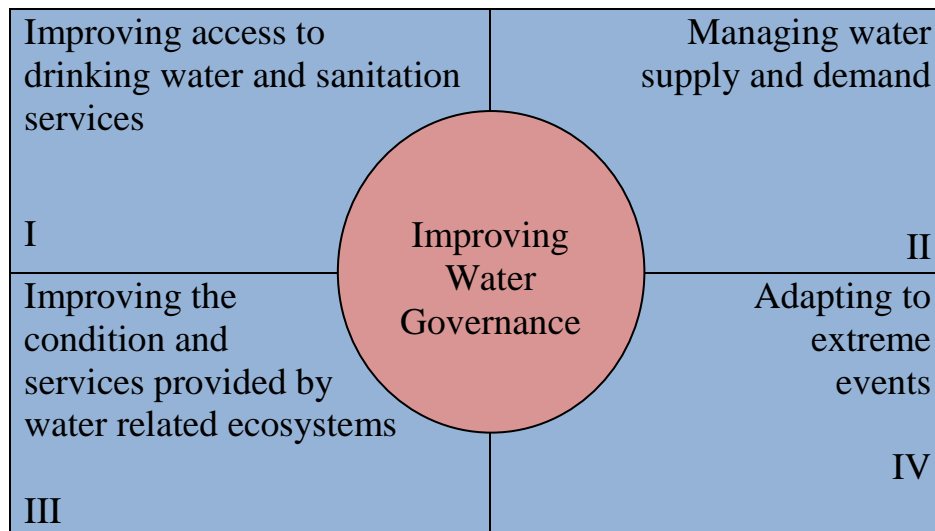 Improving access to
drinking water and sanitation
services
I
Managing water
supply and demand
II
Improving
Water
Governance
Improving the
condition and
services provided by
water related ecosystems
III
Adapting to
extreme
events
IV